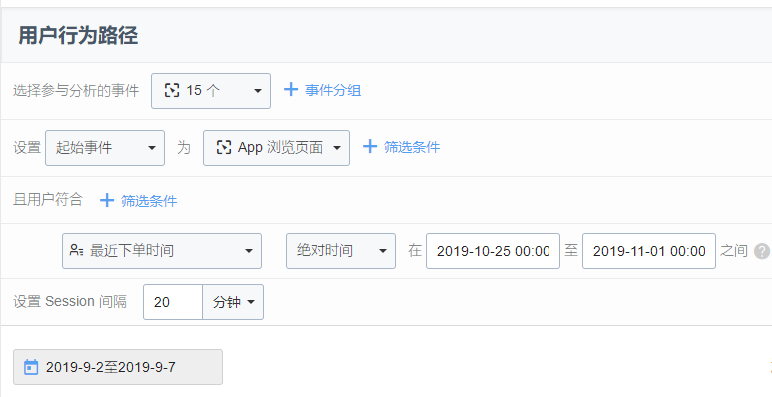 用户行为路径
选择参与分析的事件 15 个 + 事件分组
设置 起始事件 为 App 浏览页面 + 筛选条件
且用户符合 + 筛选条件
最近下单时间 绝对时间 在 2019-10-25 00:00 至 2019-11-01 00:00 之间 ?
设置 Session 间隔 20 分钟
2019-9-2至2019-9-7